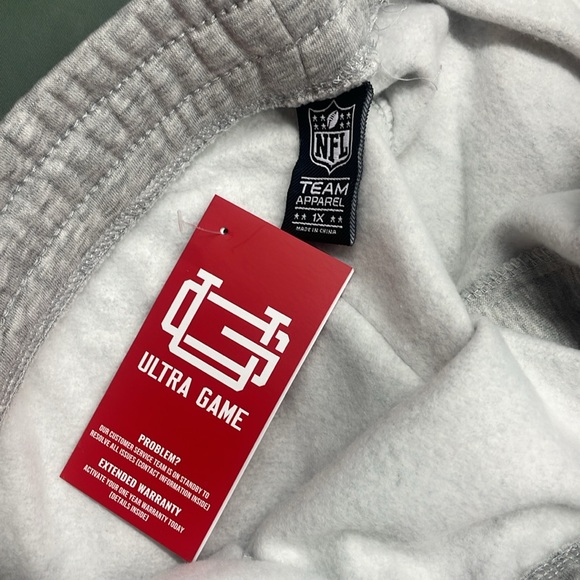 NFL
TEAM
APPAREL
1X
MADE IN CHINA
UG
ULTRA GAME
PROBLEM?
OUR CUSTOMER SERVICE TEAM IS ON STANDBY TO
RESOLVE ALL ISSUES (CONTACT INFORMATION INSIDE)
EXTENDED WARRANTY
ACTIVATE YOUR ONE YEAR WARRANTY TODAY
(DETAILS INSIDE)